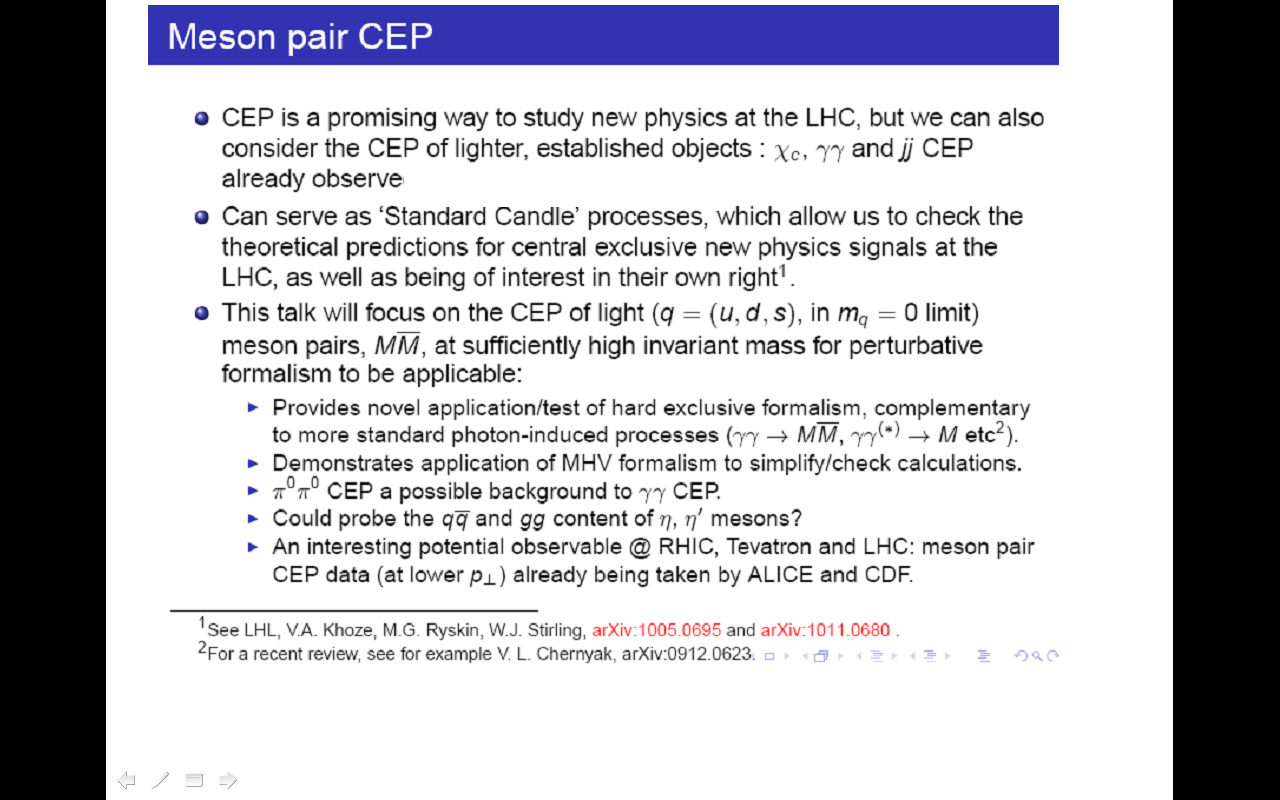 Meson pair CEP
CEP is a promising way to study new physics at the LHC, but we can also
consider the CEP of lighter, established objects : χc, γγ and jj CEP
already observe
Can serve as ‘Standard Candle’ processes, which allow us to check the
theoretical predictions for central exclusive new physics signals at the
LHC, as well as being of interest in their own right¹.
This talk will focus on the CEP of light (q = (u, d, s), in m_q = 0 limit)
meson pairs, MM̅, at sufficiently high invariant mass for perturbative
formalism to be applicable:
Provides novel application/test of hard exclusive formalism, complementary
to more standard photon-induced processes (γγ → MM̅, γγ⁽*⁾ → M etc²).
Demonstrates application of MHV formalism to simplify/check calculations.
π⁰π⁰ CEP a possible background to γγ CEP.
Could probe the qq̅ and gg content of η, η′ mesons?
An interesting potential observable @ RHIC, Tevatron and LHC: meson pair
CEP data (at lower p⊥) already being taken by ALICE and CDF.
¹See LHL, V.A. Khoze, M.G. Ryskin, W.J. Stirling, arXiv:1005.0695 and arXiv:1011.0680 .
²For a recent review, see for example V. L. Chernyak, arXiv:0912.0623.